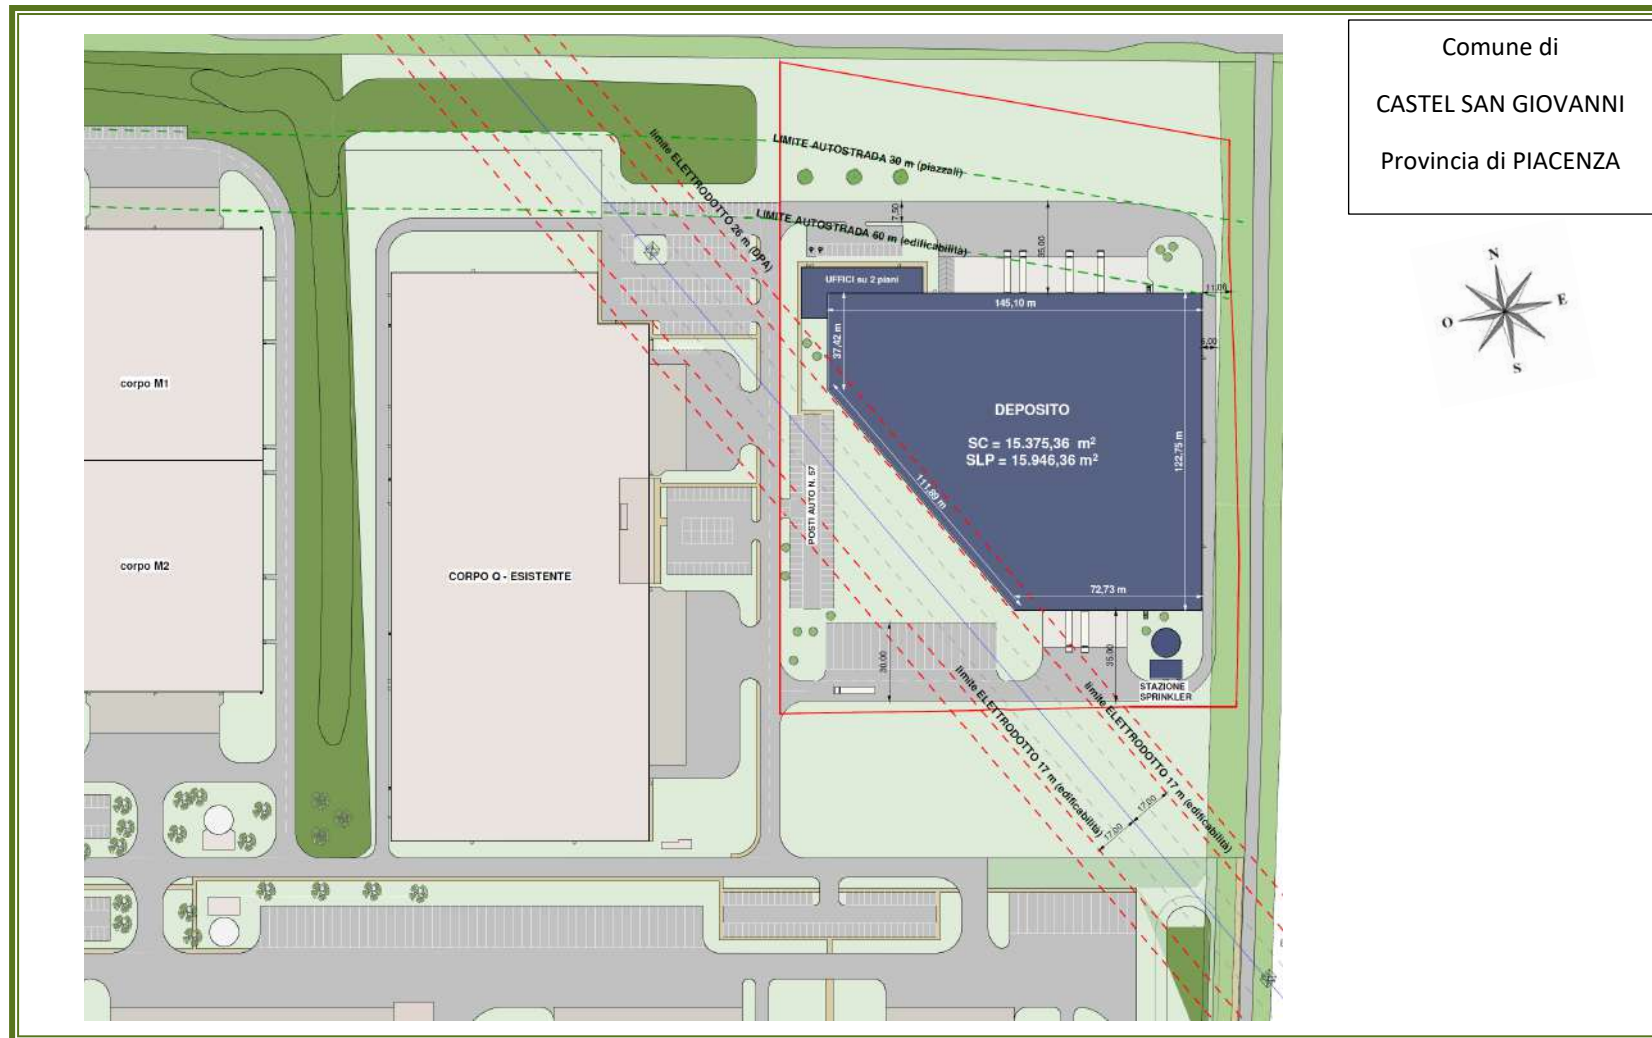 Comune di
CASTEL SAN GIOVANNI
Provincia di PIACENZA
N
E
O
S
LIMITE AUTOSTRADA 30 m (piazzali)
limite ELETTRODOTTO 26 m (DPA)
LIMITE AUTOSTRADA 60 m (edificabilità)
7,50
35,00
UFFICI su 2 piani
11,00
145,10 m
37,42 m
5,00
corpo M1
DEPOSITO
SC = 15.375,36 m²
SLP = 15.946,36 m²
122,75 m
111,89 m
POSTI AUTO N. 57
corpo M2
CORPO Q - ESISTENTE
72,73 m
30,00
35,00
STAZIONE
SPRINKLER
limite ELETTRODOTTO 17 m (edificabilità)
limite ELETTRODOTTO 17 m (edificabilità)
17,00
17,00